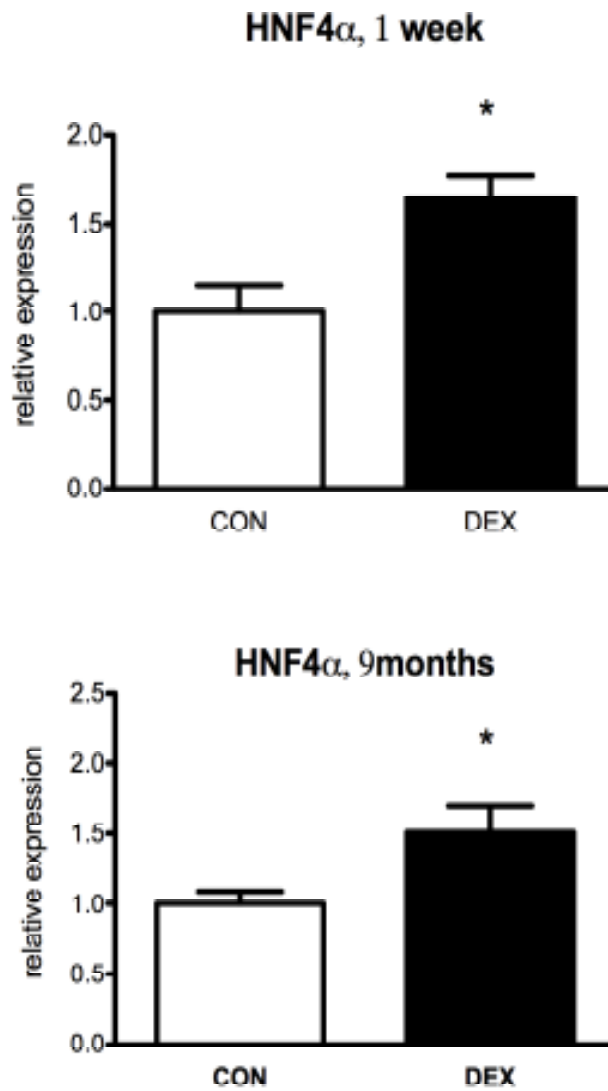 HNF4α, 1 week
*
2.0
1.5
1.0
0.5
0.0
relative expression
CON DEX
HNF4α, 9months
*
2.5
2.0
1.5
1.0
0.5
0.0
relative expression
CON DEX